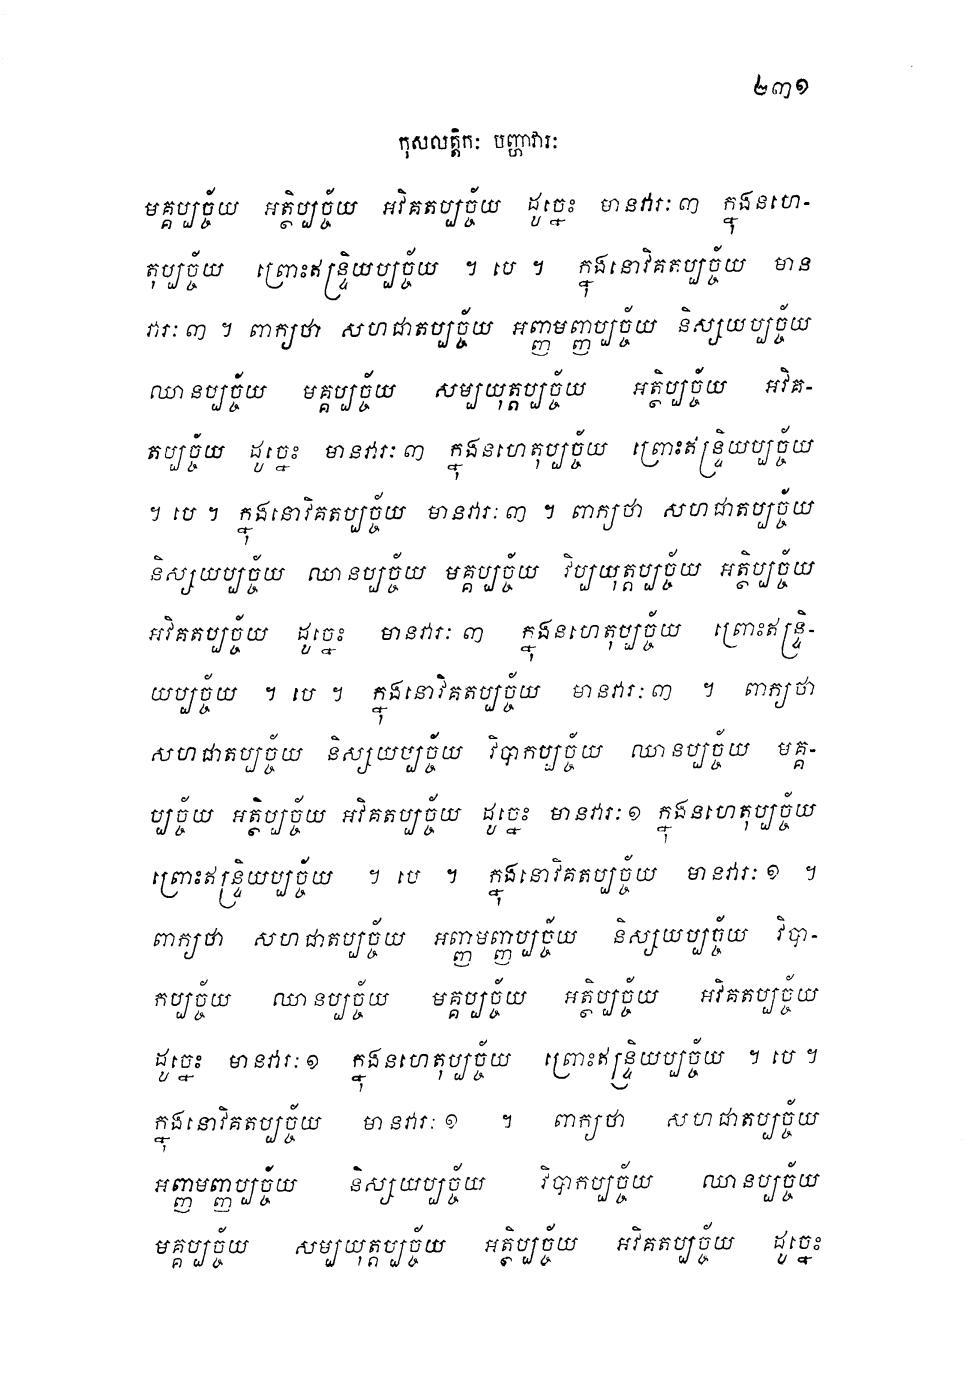 ២៣១
កុសលត្តិកៈ បញ្ហាវារៈ
មគ្គប្បច្ច័យ អត្ថិប្បច្ច័យ អវិគតប្បច្ច័យ ដូច្នេះ មានវារៈ ៣ ក្នុងនហេ-
តុប្បច្ច័យ ព្រោះឥន្ទ្រិយប្បច្ច័យ ។ បេ ។ ក្នុងនោវិគតប្បច្ច័យ មាន
វារៈ ៣ ។ ពាក្យថា សហជាតប្បច្ច័យ អញ្ញមញ្ញប្បច្ច័យ និស្សយប្បច្ច័យ
ឈានប្បច្ច័យ មគ្គប្បច្ច័យ សម្បយុត្តប្បច្ច័យ អត្ថិប្បច្ច័យ អវិគ-
តប្បច្ច័យ ដូច្នេះ មានវារៈ ៣ ក្នុងនហេតុប្បច្ច័យ ព្រោះឥន្ទ្រិយប្បច្ច័យ
។ បេ ។ ក្នុងនោវិគតប្បច្ច័យ មានវារៈ ៣ ។ ពាក្យថា សហជាតប្បច្ច័យ
និស្សយប្បច្ច័យ ឈានប្បច្ច័យ មគ្គប្បច្ច័យ វិប្បយុត្តប្បច្ច័យ អត្ថិប្បច្ច័យ
អវិគតប្បច្ច័យ ដូច្នេះ មានវារៈ ៣ ក្នុងនហេតុប្បច្ច័យ ព្រោះឥន្ទ្រិ-
យប្បច្ច័យ ។ បេ ។ ក្នុងនោវិគតប្បច្ច័យ មានវារៈ ៣ ។ ពាក្យថា
សហជាតប្បច្ច័យ និស្សយប្បច្ច័យ វិបាកប្បច្ច័យ ឈានប្បច្ច័យ មគ្គ-
ប្បច្ច័យ អត្ថិប្បច្ច័យ អវិគតប្បច្ច័យ ដូច្នេះ មានវារៈ ១ ក្នុងនហេតុប្បច្ច័យ
ព្រោះឥន្ទ្រិយប្បច្ច័យ ។ បេ ។ ក្នុងនោវិគតប្បច្ច័យ មានវារៈ ១ ។
ពាក្យថា សហជាតប្បច្ច័យ អញ្ញមញ្ញប្បច្ច័យ និស្សយប្បច្ច័យ វិបា-
កប្បច្ច័យ ឈានប្បច្ច័យ មគ្គប្បច្ច័យ អត្ថិប្បច្ច័យ អវិគតប្បច្ច័យ
ដូច្នេះ មានវារៈ ១ ក្នុងនហេតុប្បច្ច័យ ព្រោះឥន្ទ្រិយប្បច្ច័យ ។ បេ ។
ក្នុងនោវិគតប្បច្ច័យ មានវារៈ ១ ។ ពាក្យថា សហជាតប្បច្ច័យ
អញ្ញមញ្ញប្បច្ច័យ និស្សយប្បច្ច័យ វិបាកប្បច្ច័យ ឈានប្បច្ច័យ
មគ្គប្បច្ច័យ សម្បយុត្តប្បច្ច័យ អត្ថិប្បច្ច័យ អវិគតប្បច្ច័យ ដូច្នេះ